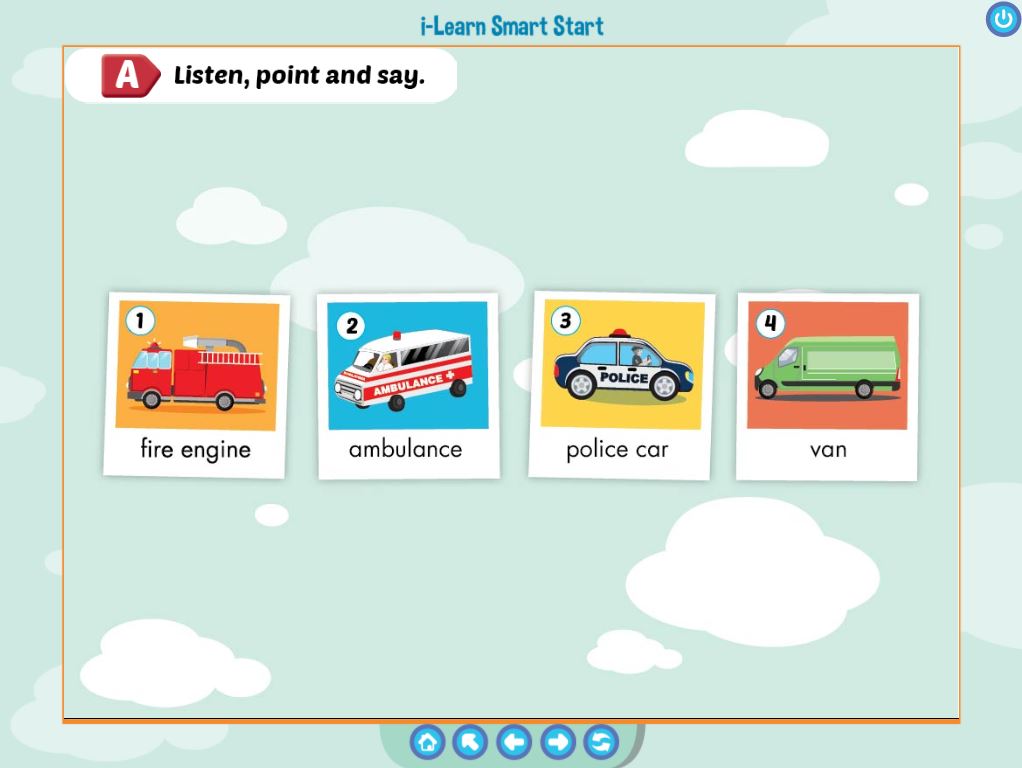 i-Learn Smart Start
A Listen, point and say.
1
2
3
4
AMBULANCE
POLICE
fire engine
ambulance
police car
van